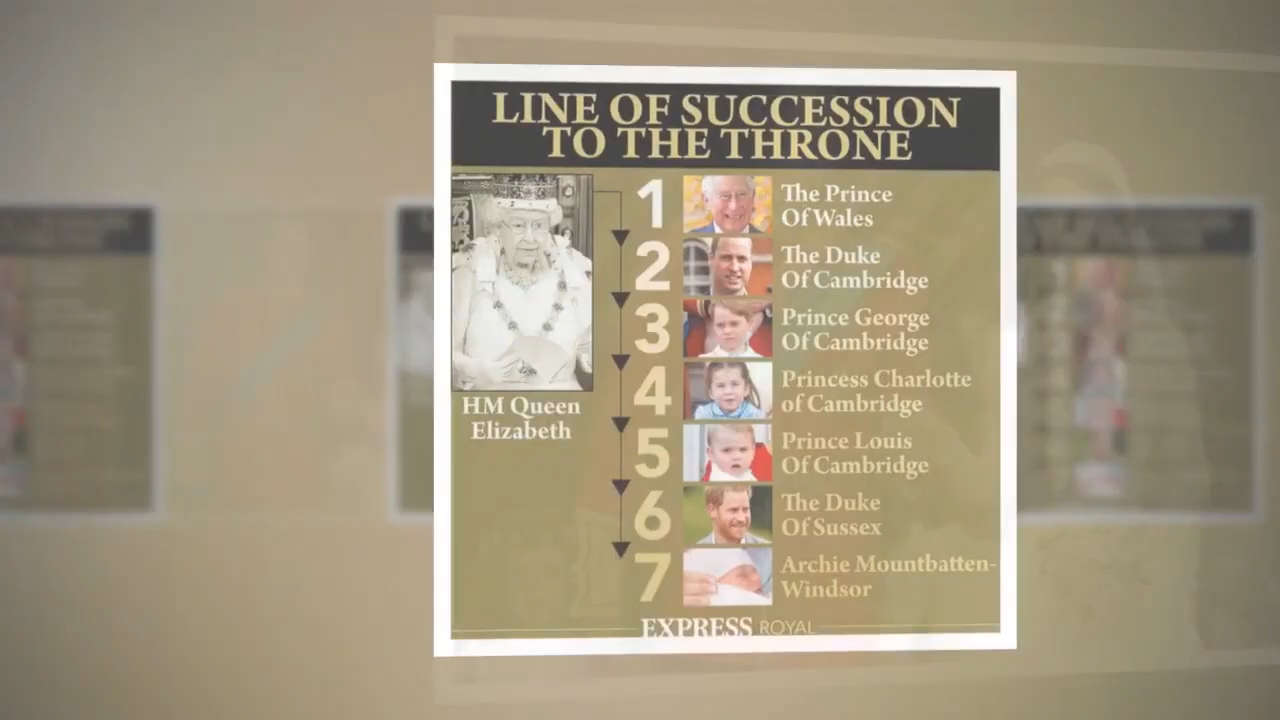 LINE OF SUCCESSION
TO THE THRONE
HM Queen
Elizabeth
1
The Prince
Of Wales
2
The Duke
Of Cambridge
3
Prince George
Of Cambridge
4
Princess Charlotte
of Cambridge
5
Prince Louis
Of Cambridge
6
The Duke
Of Sussex
7
Archie Mountbatten-
Windsor
EXPRESS ROYAL